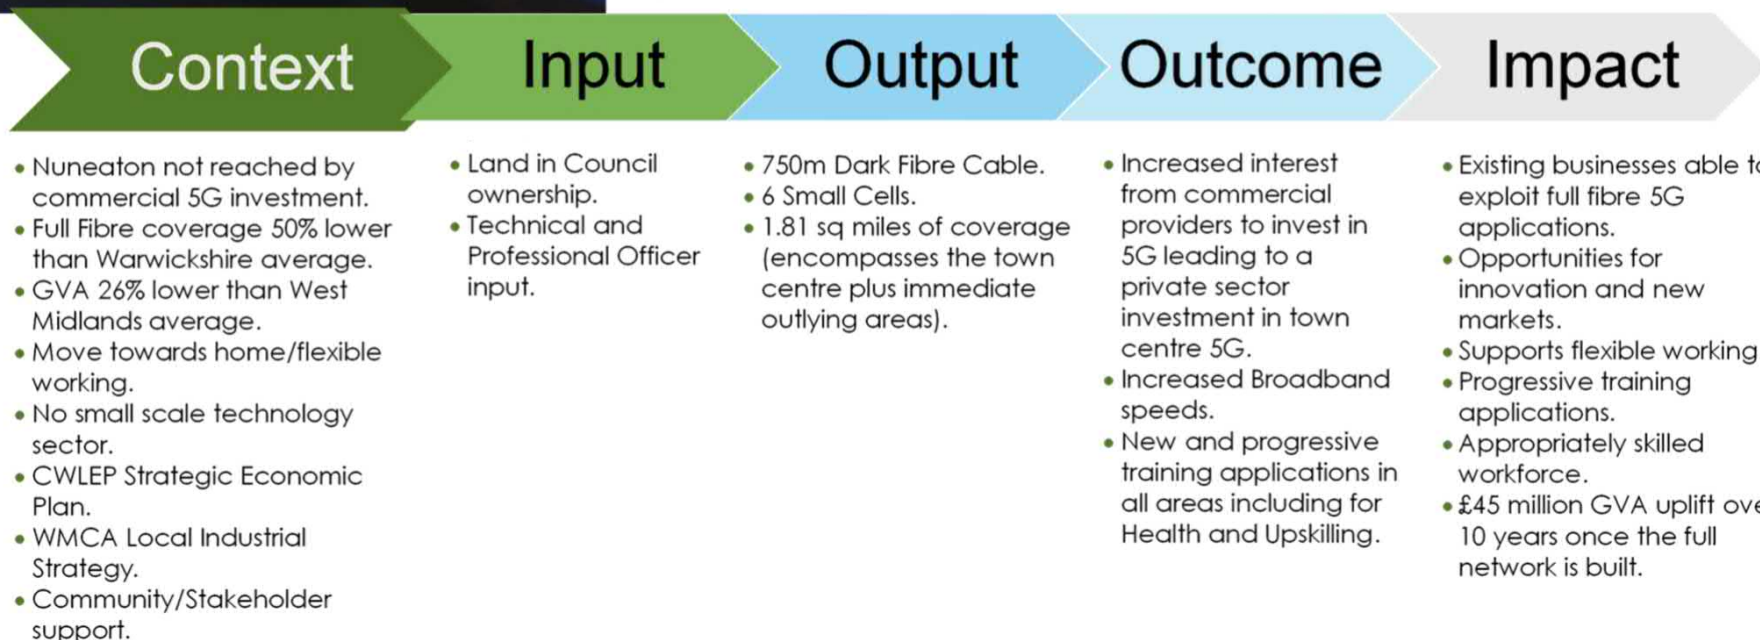 Context
Input
Output
Outcome
Impact
• Nuneaton not reached by
commercial 5G investment.
• Full Fibre coverage 50% lower
than Warwickshire average.
• GVA 26% lower than West
Midlands average.
• Move towards home/flexible
working.
• No small scale technology
sector.
• CWLEP Strategic Economic
Plan.
• WMCA Local Industrial
Strategy.
• Community/Stakeholder
support.
• Land in Council
ownership.
• Technical and
Professional Officer
input.
• 750m Dark Fibre Cable.
• 6 Small Cells.
• 1.81 sq miles of coverage
(encompasses the town
centre plus immediate
outlying areas).
• Increased interest
from commercial
providers to invest in
5G leading to a
private sector
investment in town
centre 5G.
• Increased Broadband
speeds.
• New and progressive
training applications in
all areas including for
Health and Upskilling.
• Existing businesses able
exploit full fibre 5G
applications.
• Opportunities for
innovation and new
markets.
• Supports flexible working
• Progressive training
applications.
• Appropriately skilled
workforce.
• £45 million GVA uplift
10 years once the full
network is built.